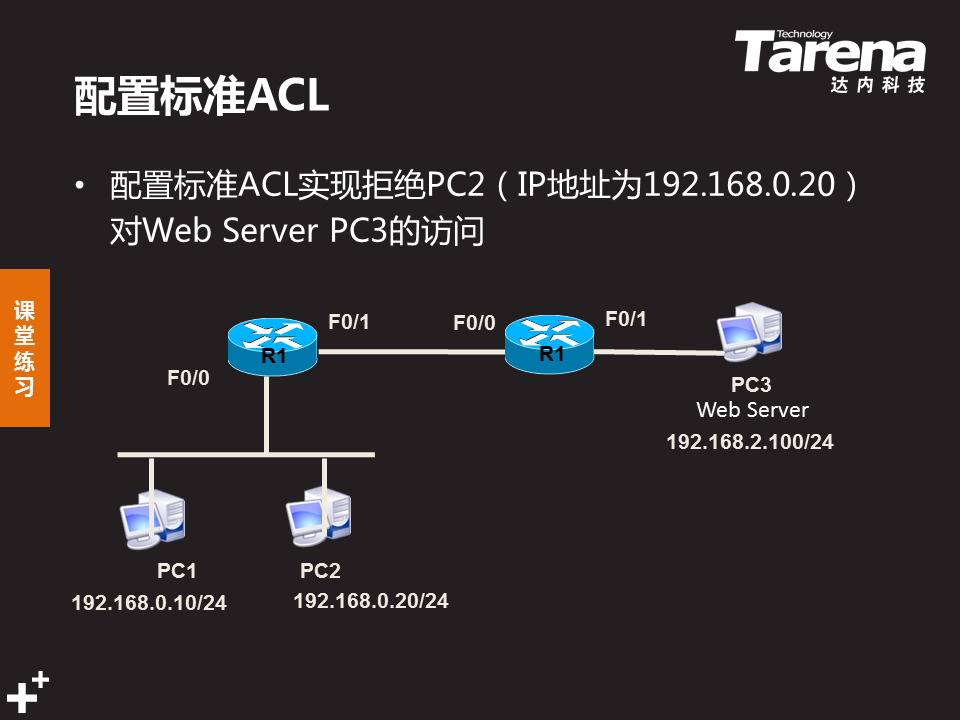 Technology
Tarena
达内科技
配置标准ACL
• 配置标准ACL实现拒绝PC2（IP地址为192.168.0.20）
对Web Server PC3的访问
课
堂
练
习
F0/1
F0/0
F0/1
R1
R1
F0/0
PC3
Web Server
192.168.2.100/24
PC1
PC2
192.168.0.10/24
192.168.0.20/24